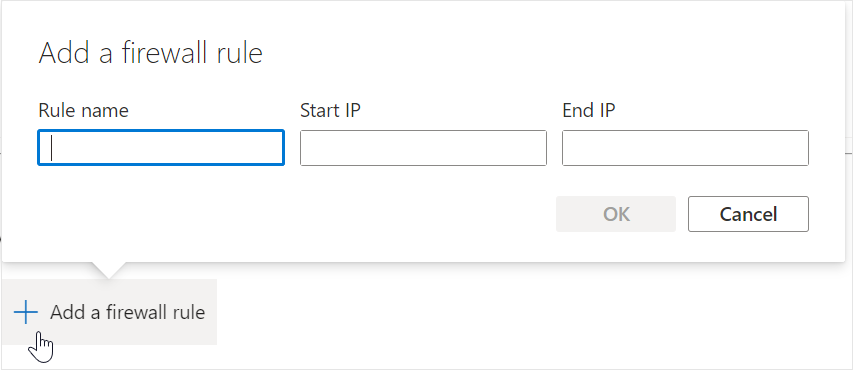 Add a firewall rule
Rule name
Start IP
End IP
OK
Cancel
Add a firewall rule